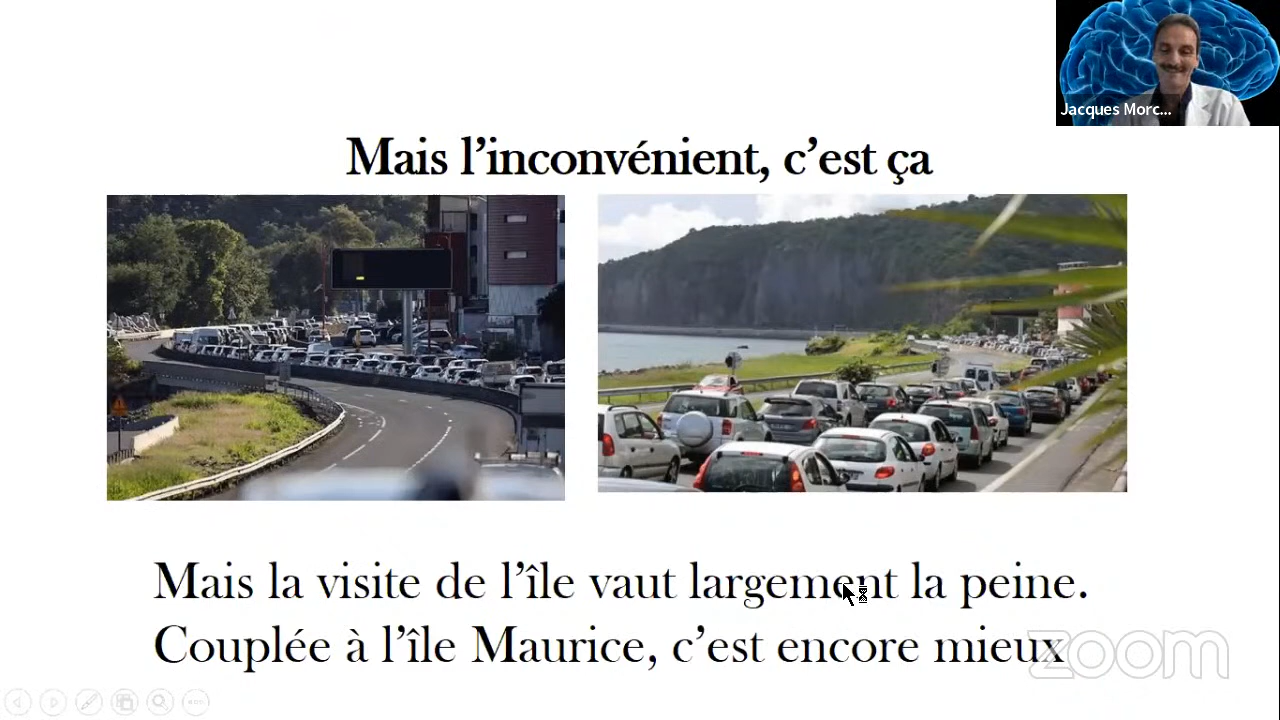 Jacques Morc...
Mais l’inconvénient, c’est ça
Mais la visite de l’île vaut largement la peine.
Couplée à l’île Maurice, c’est encore mieux
zoom